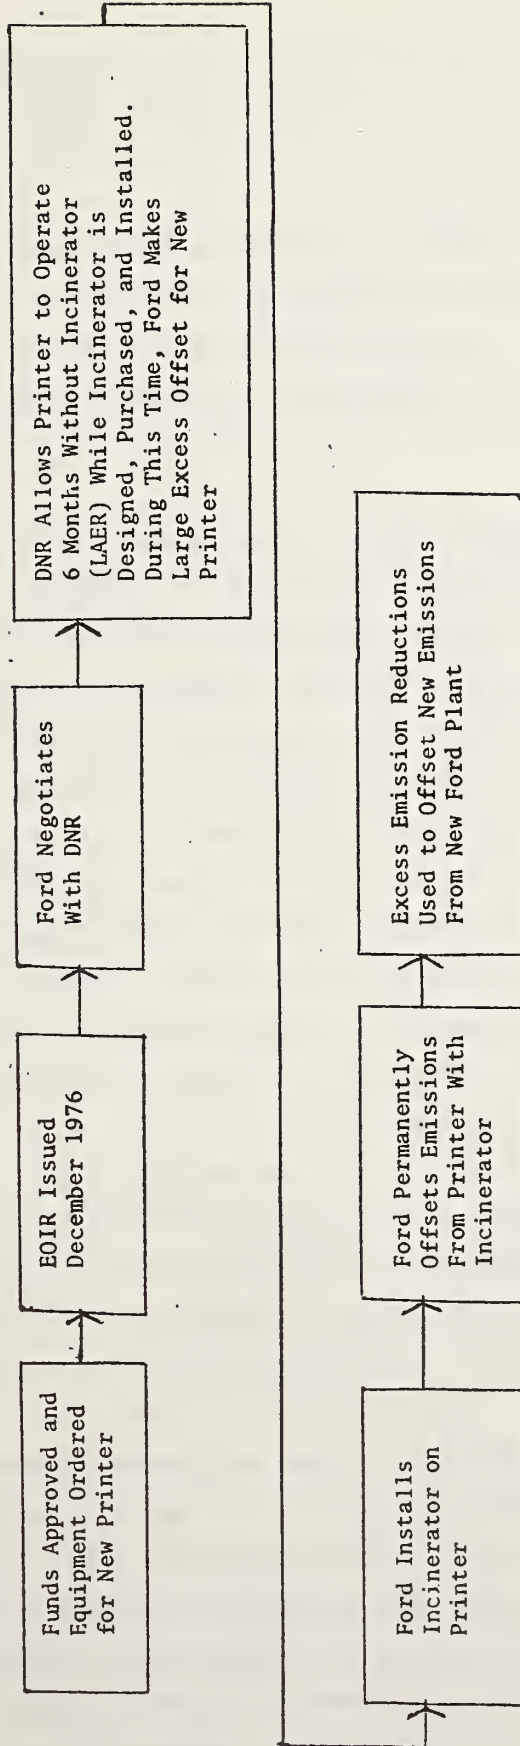 Funds Approved and
Equipment Ordered
for New Printer
EOIR Issued
December 1976
Ford Negotiates
With DNR
DNR Allows Printer to Operate
6 Months Without Incinerator
(LAER) While Incinerator is
Designed, Purchased, and Installed.
During This Time, Ford Makes
Large Excess Offset for New
Printer
Ford Installs
Incinerator on
Printer
Ford Permanently
Offsets Emissions
From Printer With
Incinerator
Excess Emission Reductions
Used to Offset New Emissions
From New Ford Plant